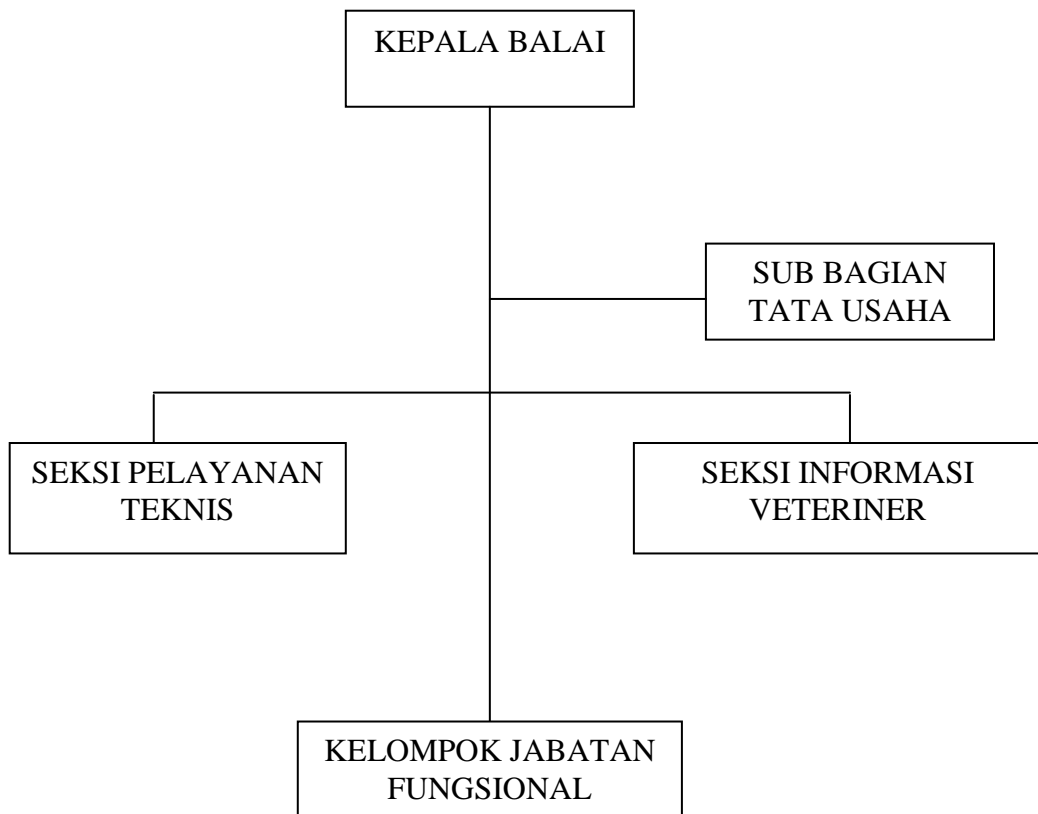 KEPALA BALAI
SUB BAGIAN
TATA USAHA
SEKSI PELAYANAN
TEKNIS
SEKSI INFORMASI
VETERINER
KELOMPOK JABATAN
FUNGSIONAL